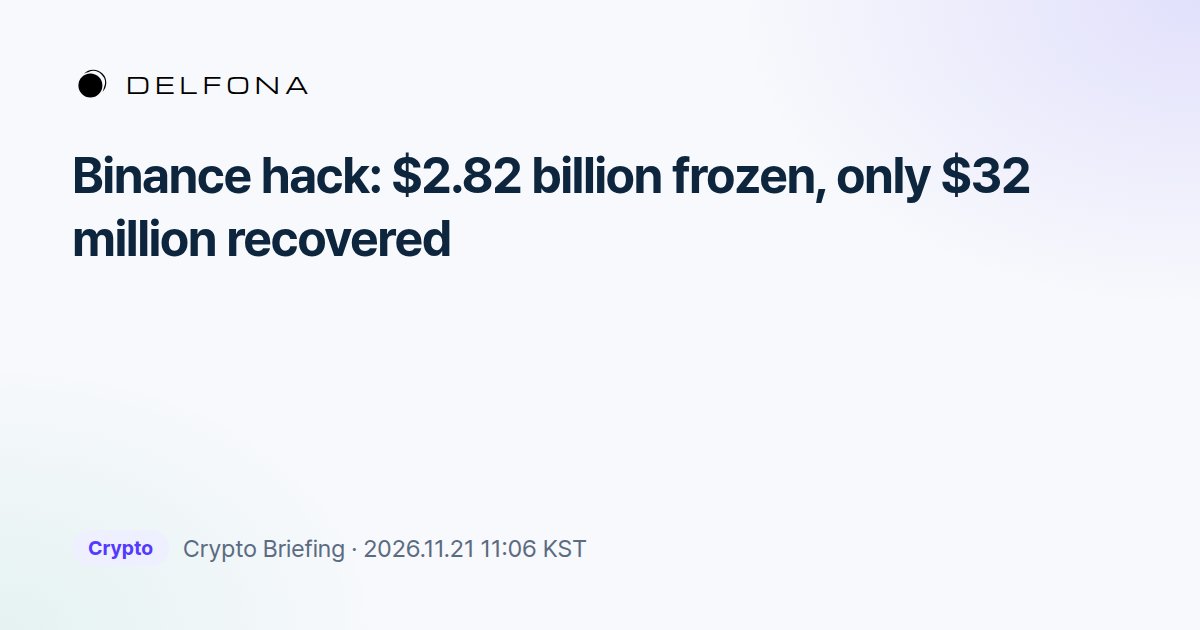 DELFONA
Binance hack: $2.82 billion frozen, only $32
million recovered
Crypto
Crypto Briefing · 2026.11.21 11:06 KST